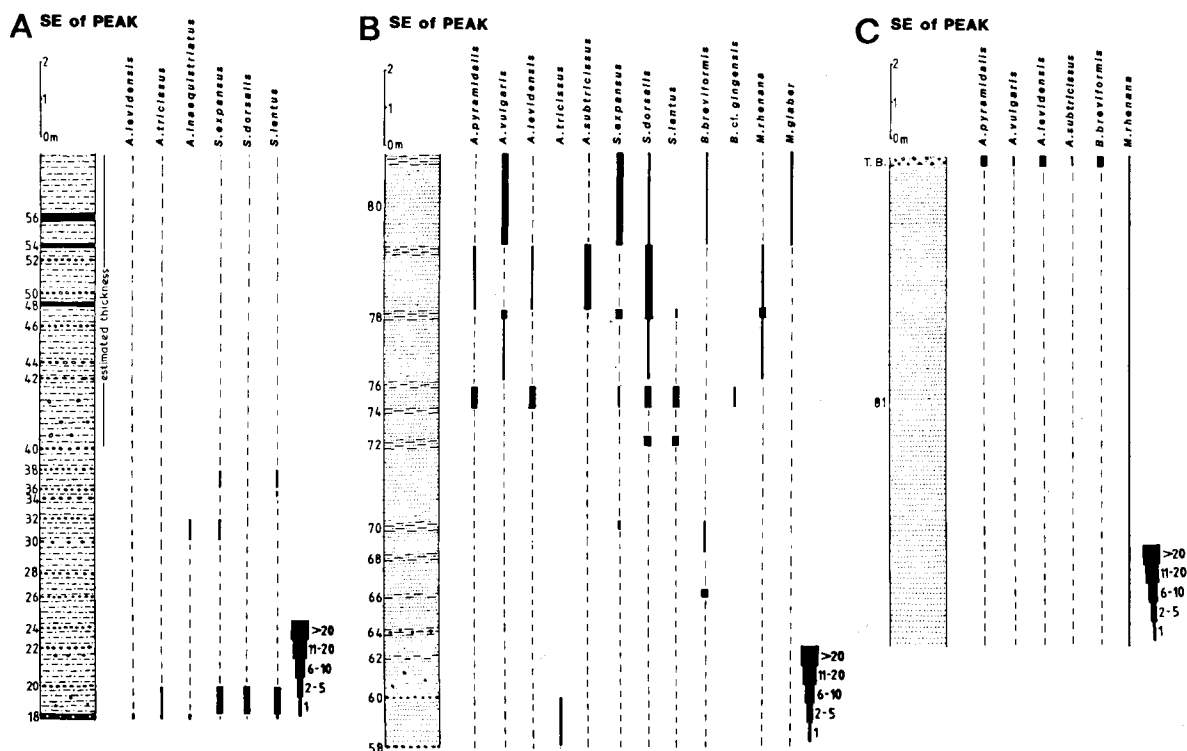 A SE of PEAK
2
1
0m
A.levidensis
A.tricissus
A.inaequistriatus
S.expansus
S.dorsalis
S.lentus
56
54
52
50
48
46
44
42
40
38
36
34
32
30
28
26
24
22
20
18
estimated thickness
>20
11-20
6-10
2-5
1
B SE of PEAK
2
1
0m
A.pyramidalis
A.vulgaris
A.levidensis
A.tricissus
A.subtricissus
S.expansus
S.dorsalis
S.lentus
B.breviformis
B.cf.gingensis
M.rhenana
M.glaber
80
78
76
74
72
70
68
66
64
62
60
58
>20
11-20
6-10
2-5
1
C SE of PEAK
2
1
0m
A.pyramidalis
A.vulgaris
A.levidensis
A.subtricissus
B.breviformis
M.rhenana
T.B.
81
>20
11-20
6-10
2-5
1